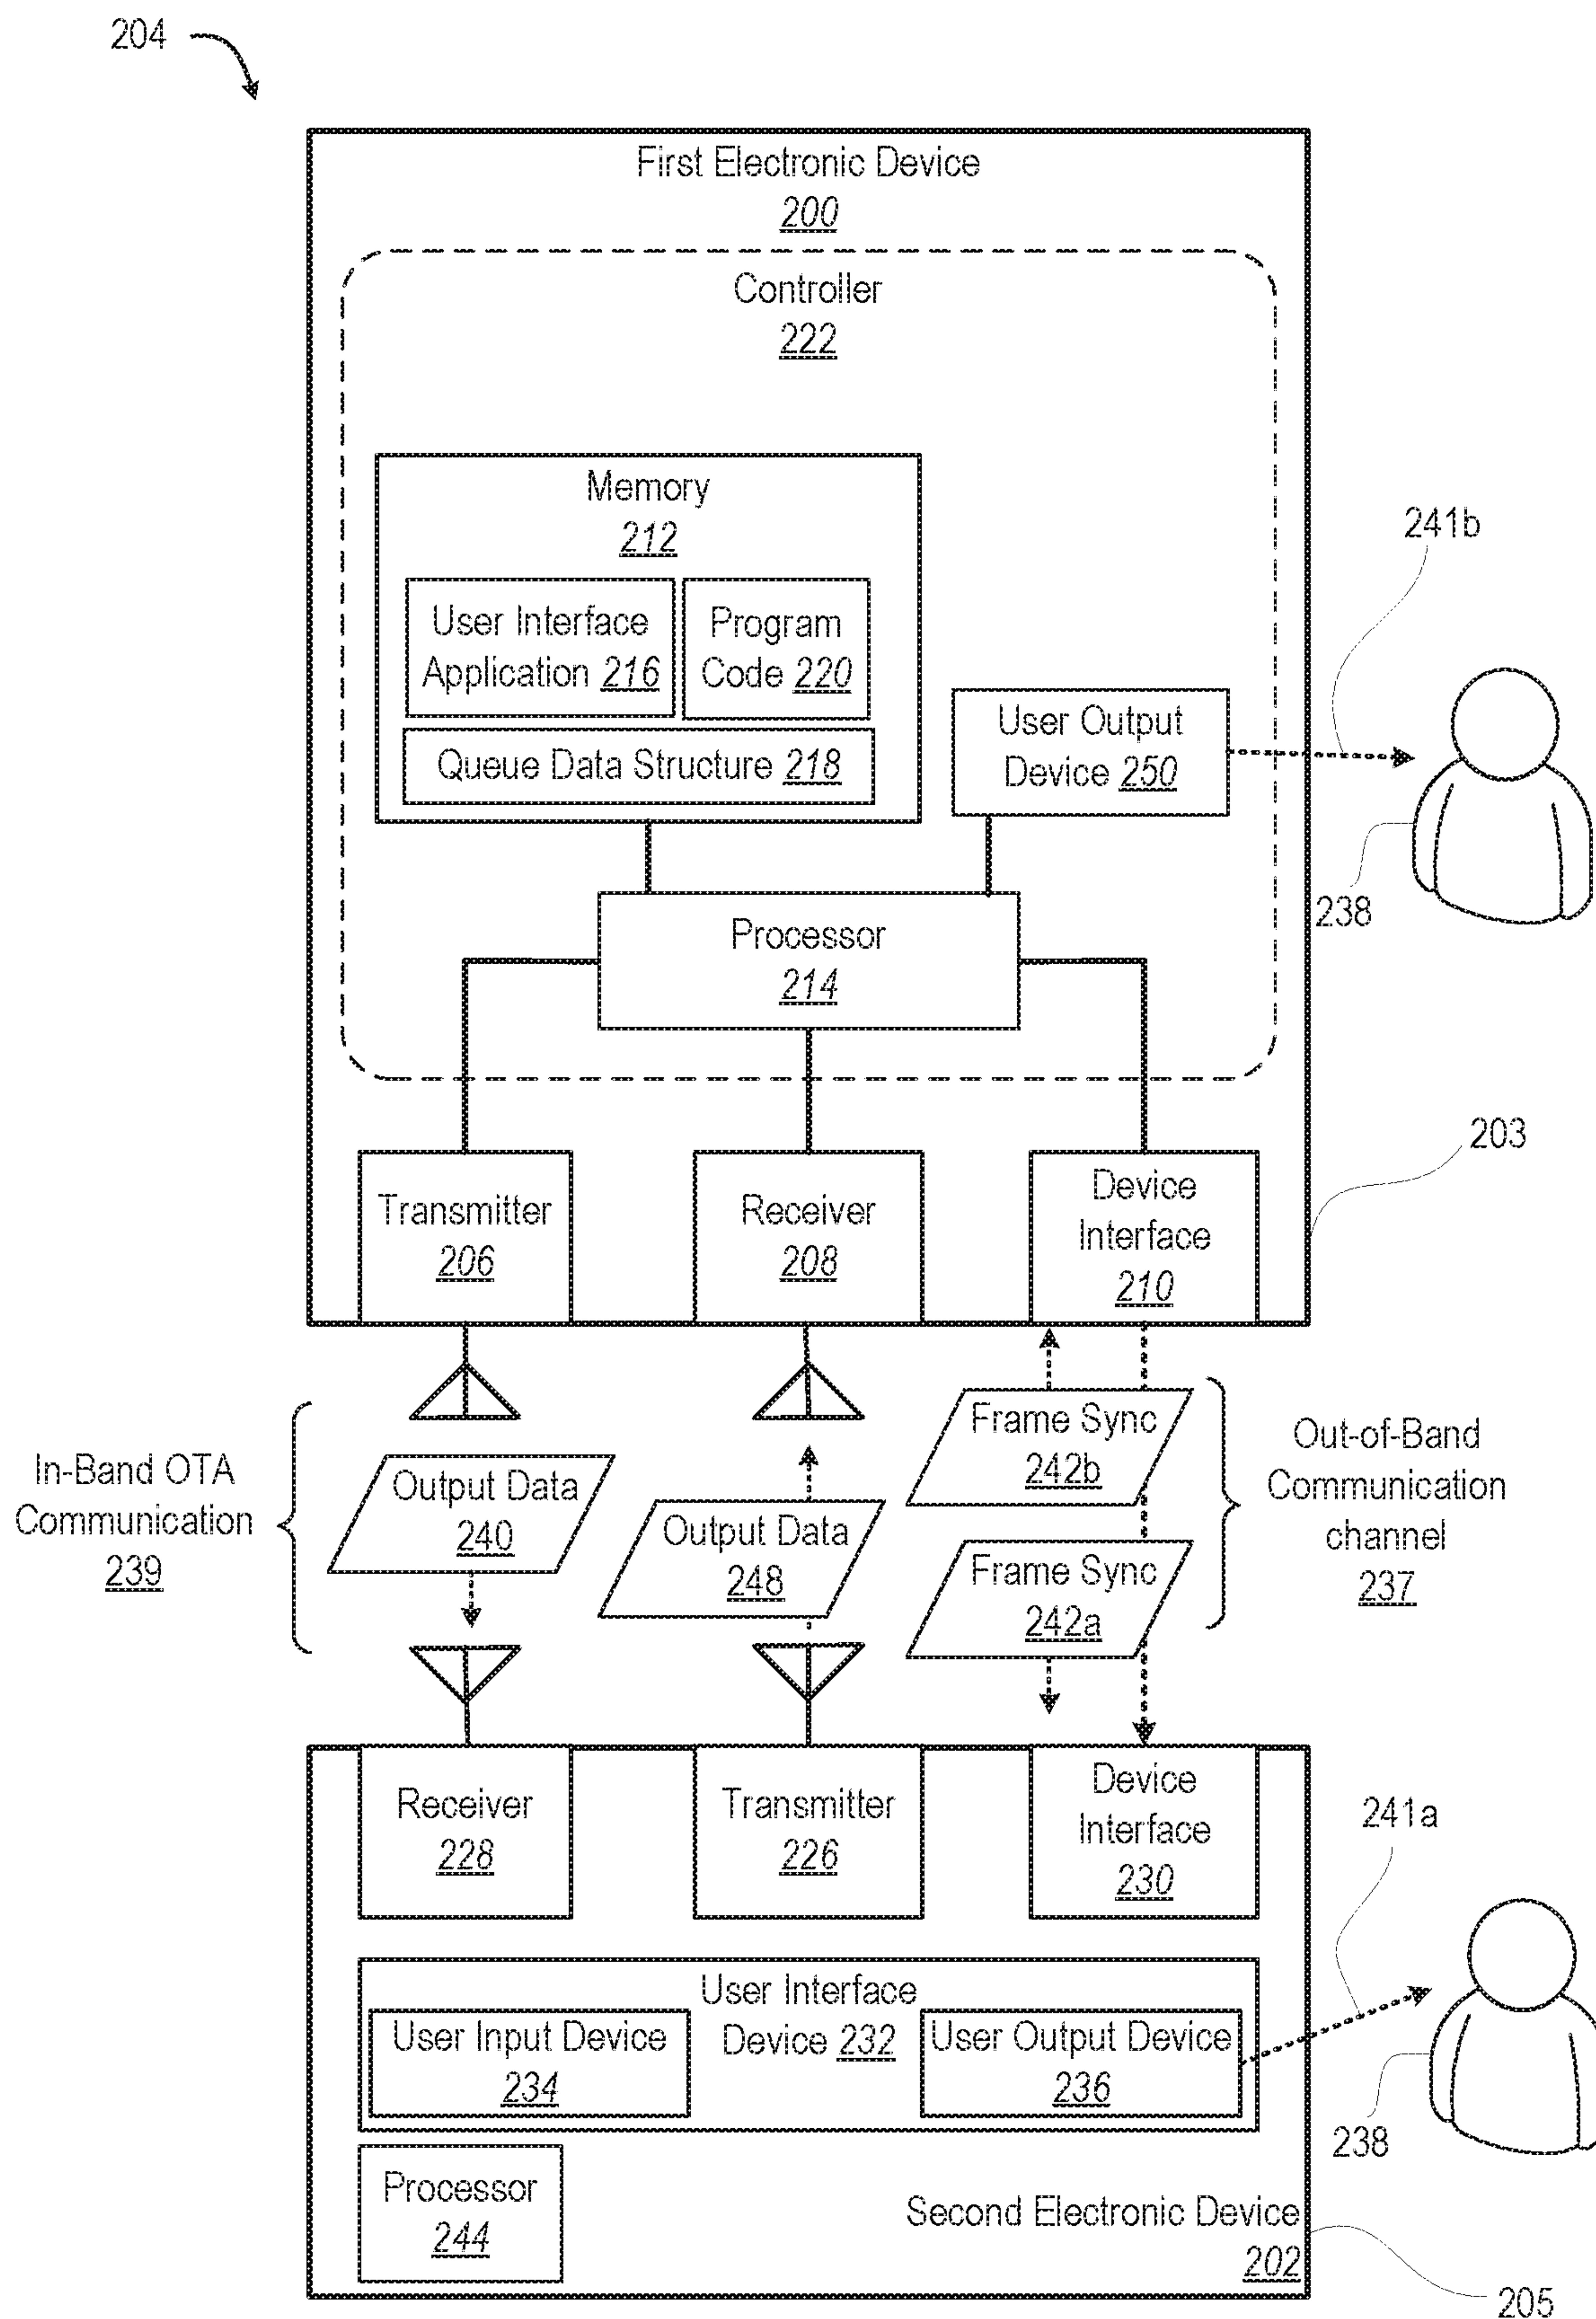 204
First Electronic Device
200
Controller
222
Memory
212
User Interface
Application 216
Program
Code 220
Queue Data Structure 218
User Output
Device 250
241b
238
Processor
214
203
Transmitter
206
Receiver
208
Device
Interface
210
In-Band OTA
Communication
239
Output Data
240
Output Data
248
Frame Sync
242b
Frame Sync
242a
Out-of-Band
Communication
channel
237
Receiver
228
Transmitter
226
Device
Interface
230
241a
User Interface
Device 232
User Input Device
234
User Output Device
236
238
Processor
244
Second Electronic Device
202
205